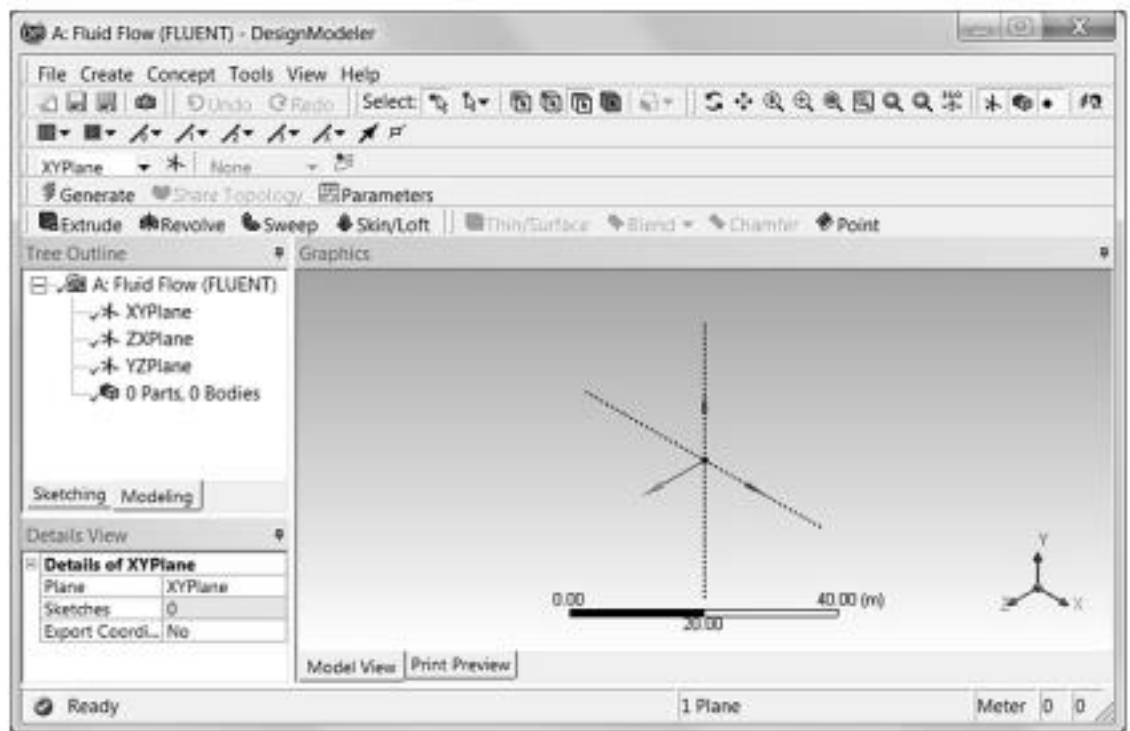 A: Fluid Flow (FLUENT) - DesignModeler
File Create Concept Tools View Help
Undo Redo Select:
XYPlane None
Generate Share Topology Parameters
Extrude Revolve Sweep Skin/Loft Thin/Surface Blend Chamfer Point
Tree Outline
A: Fluid Flow (FLUENT)
XYPlane
ZXPlane
YZPlane
0 Parts, 0 Bodies
Sketching Modeling
Details View
Details of XYPlane
Plane XYPlane
Sketches 0
Export Coordi... No
Graphics
0.00 40.00 (m)
20.00
Y
Z X
Model View Print Preview
Ready 1 Plane Meter 0 0